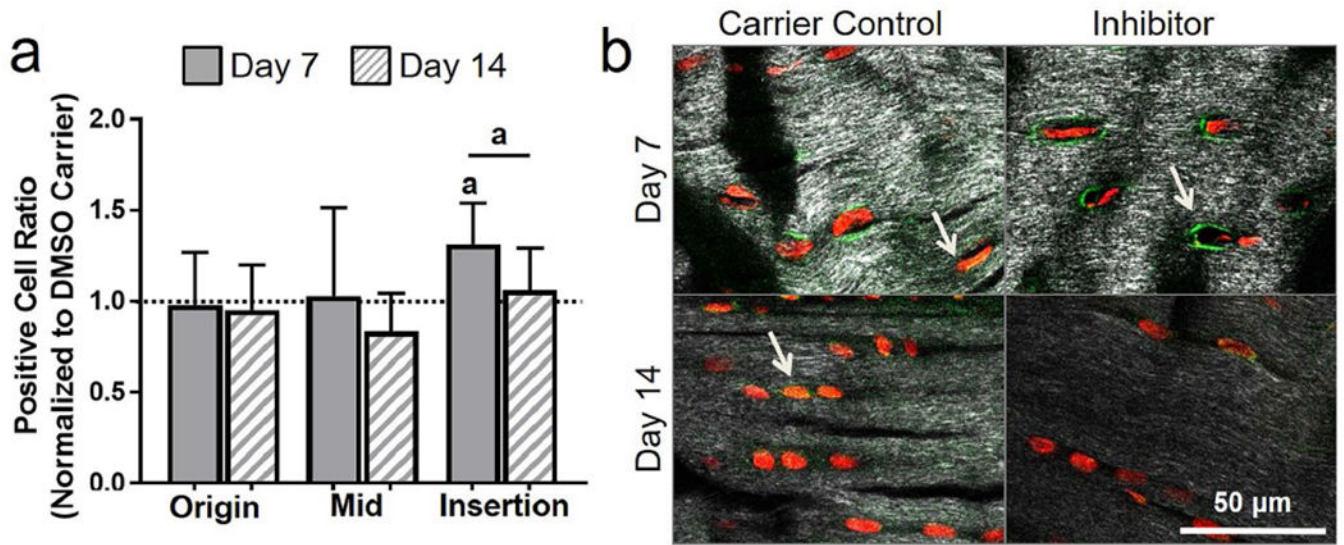 a
Day 7
Day 14
Positive Cell Ratio
(Normalized to DMSO Carrier)
2.0
1.5
1.0
0.5
0.0
a
a
Origin
Mid
Insertion
b
Carrier Control
Inhibitor
Day 7
Day 14
50 µm